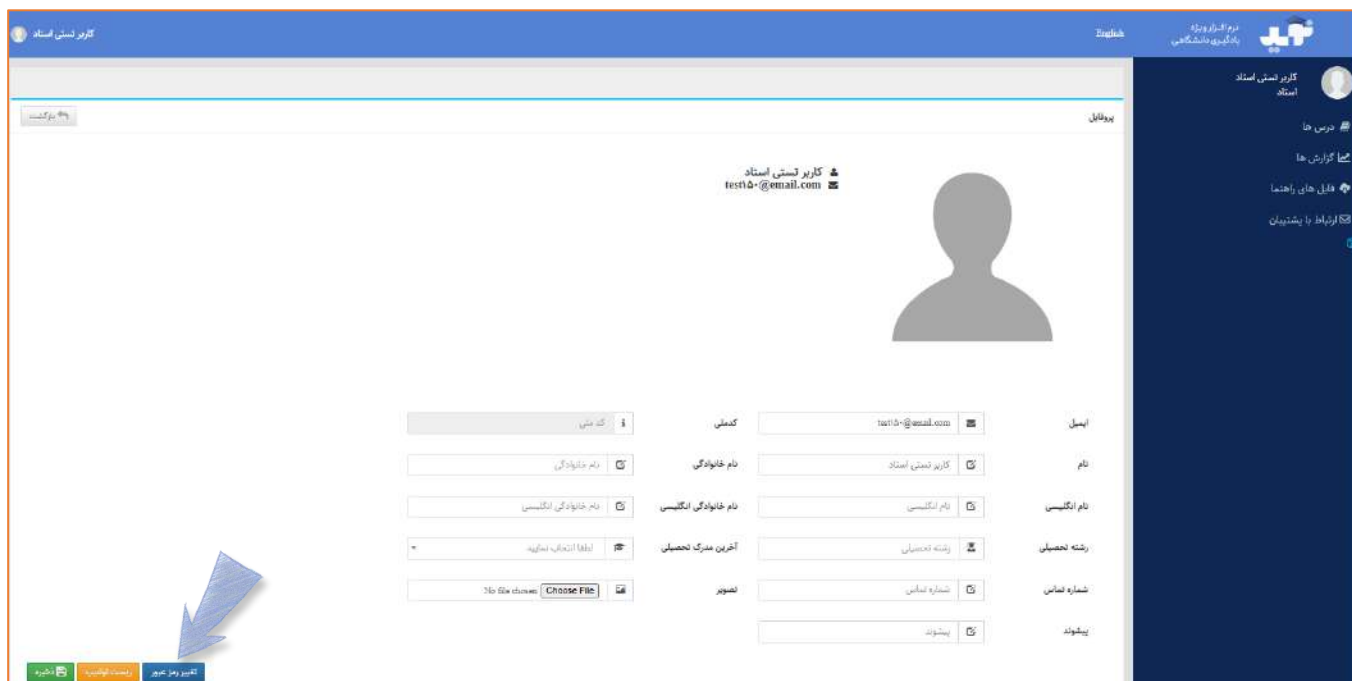 نوید
نرم افزار ویژه
یادگیری دانشگاهی
English
کاربر تستی استاد
کاربر تستی استاد
استاد
درس ها
گزارش ها
فایل های راهنما
ارتباط با پشتیبان
پروفایل
بازگشت
کاربر تستی استاد
test۱۵۰@email.com
ایمیل test۱۵۰@email.com کدملی کد ملی
نام کاربر تستی استاد نام خانوادگی نام خانوادگی
نام انگلیسی نام انگلیسی نام خانوادگی انگلیسی نام خانوادگی انگلیسی
رشته تحصیلی رشته تحصیلی آخرین مدرک تحصیلی لطفا انتخاب نمایید
شماره تماس شماره تماس تصویر Choose File No file chosen
پیشوند پیشوند
تغییر رمز عبور ذخیره